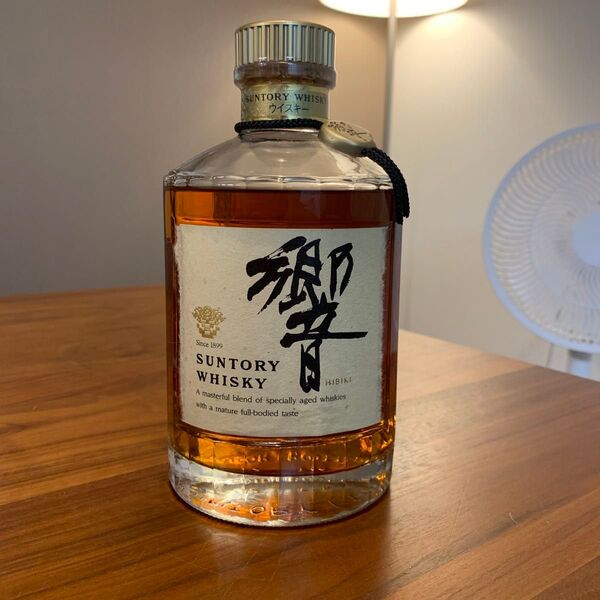 SUNTORY WHISKY
ウイスキー
響
Since 1899
SUNTORY
WHISKY
HIBIKI
A masterful blend of specially aged whiskies
with a mature full-bodied taste